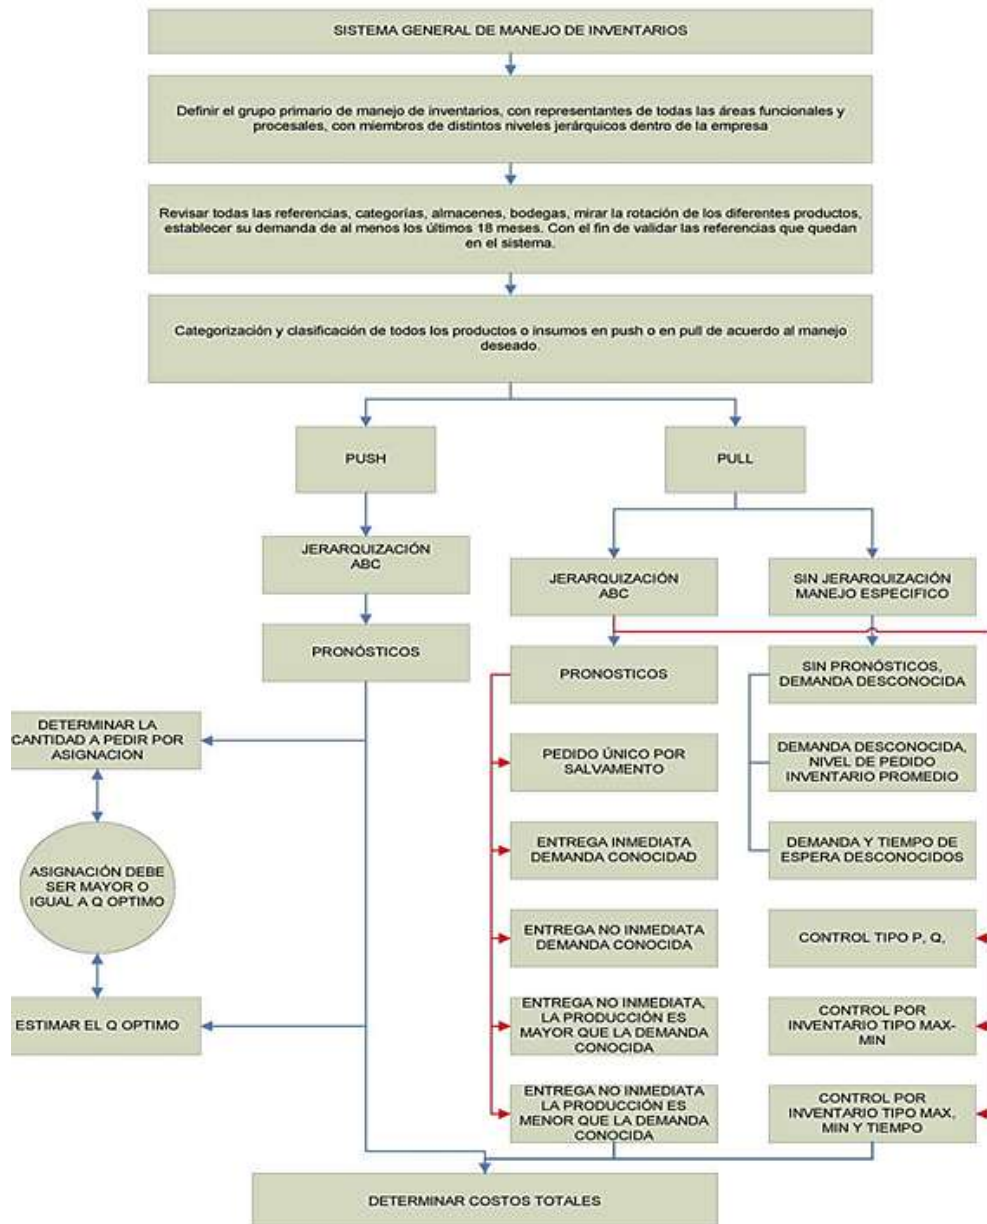 SISTEMA GENERAL DE MANEJO DE INVENTARIOS
Definir el grupo primario de manejo de inventarios, con representantes de todas las áreas funcionales y
procesales, con miembros de distintos niveles jerárquicos dentro de la empresa
Revisar todas las referencias, categorías, almacenes, bodegas, mirar la rotación de los diferentes productos,
establecer su demanda de al menos los últimos 18 meses. Con el fin de validar las referencias que quedan
en el sistema.
Categorización y clasificación de todos los productos o insumos en push o en pull de acuerdo al manejo
deseado.
PUSH
PULL
JERARQUIZACIÓN
ABC
JERARQUIZACIÓN
ABC
SIN JERARQUIZACIÓN
MANEJO ESPECIFICO
PRONÓSTICOS
PRONOSTICOS
SIN PRONÓSTICOS,
DEMANDA DESCONOCIDA
DETERMINAR LA
CANTIDAD A PEDIR POR
ASIGNACION
PEDIDO ÚNICO POR
SALVAMENTO
DEMANDA DESCONOCIDA,
NIVEL DE PEDIDO
INVENTARIO PROMEDIO
ASIGNACIÓN DEBE
SER MAYOR O
IGUAL A Q OPTIMO
ENTREGA INMEDIATA
DEMANDA CONOCIDAD
DEMANDA Y TIEMPO DE
ESPERA DESCONOCIDOS
ENTREGA NO INMEDIATA
DEMANDA CONOCIDA
CONTROL TIPO P, Q,
ESTIMAR EL Q OPTIMO
ENTREGA NO INMEDIATA,
LA PRODUCCIÓN ES
MAYOR QUE LA DEMANDA
CONOCIDA
CONTROL POR
INVENTARIO TIPO MAX-
MIN
ENTREGA NO INMEDIATA
LA PRODUCCIÓN ES
MENOR QUE LA DEMANDA
CONOCIDA
CONTROL POR
INVENTARIO TIPO MAX,
MIN Y TIEMPO
DETERMINAR COSTOS TOTALES